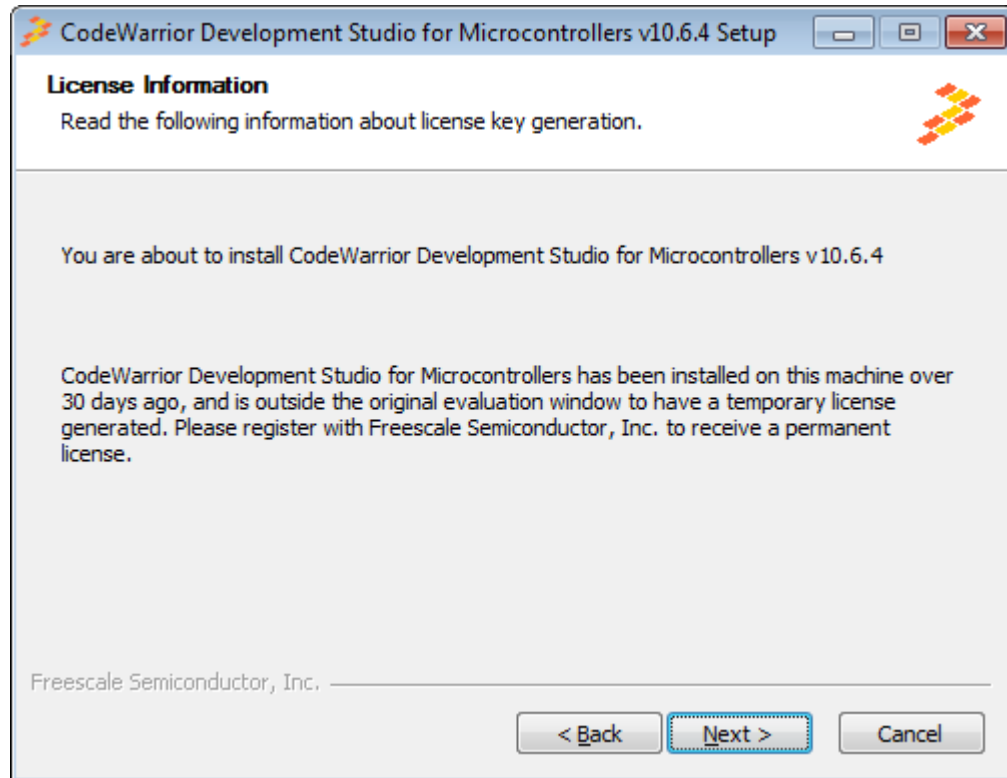 CodeWarrior Development Studio for Microcontrollers v10.6.4 Setup
License Information
Read the following information about license key generation.
You are about to install CodeWarrior Development Studio for Microcontrollers v10.6.4
CodeWarrior Development Studio for Microcontrollers has been installed on this machine over
30 days ago, and is outside the original evaluation window to have a temporary license
generated. Please register with Freescale Semiconductor, Inc. to receive a permanent
license.
Freescale Semiconductor, Inc.
< Back Next > Cancel